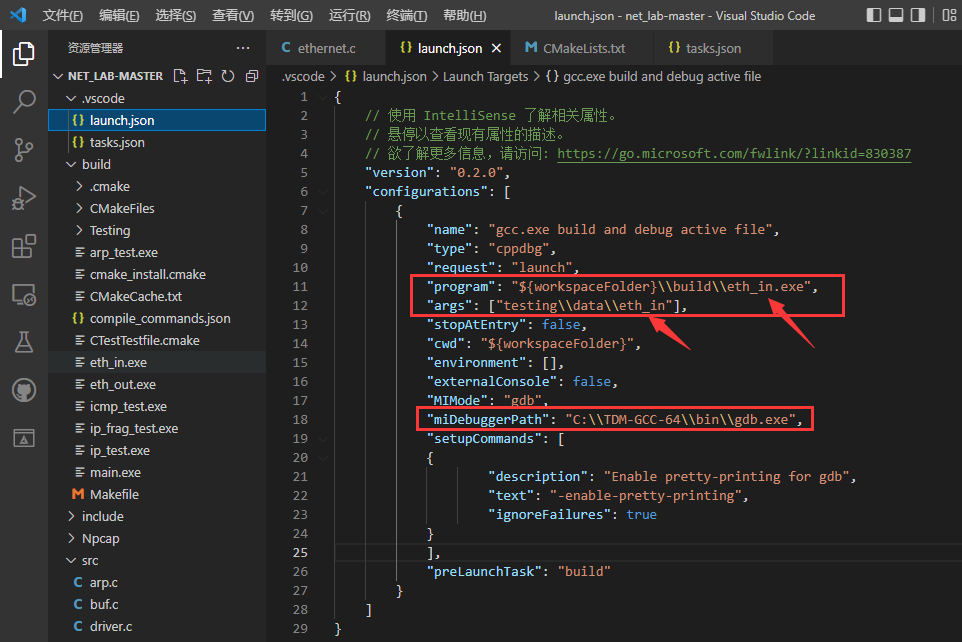 文件(F) 编辑(E) 选择(S) 查看(V) 转到(G) 运行(R) 终端(T) 帮助(H) launch.json - net_lab-master - Visual Studio Code
资源管理器 ···
NET_LAB-MASTER
.vscode
launch.json
tasks.json
build
.cmake
CMakeFiles
Testing
arp_test.exe
cmake_install.cmake
CMakeCache.txt
compile_commands.json
CTestTestfile.cmake
eth_in.exe
eth_out.exe
icmp_test.exe
ip_frag_test.exe
ip_test.exe
main.exe
M Makefile
include
Npcap
src
C arp.c
C buf.c
C driver.c
C ethernet.c {} launch.json × M CMakeLists.txt {} tasks.json
.vscode > {} launch.json > Launch Targets > {} gcc.exe build and debug active file
1 {
2 // 使用 IntelliSense 了解相关属性。
3 // 悬停以查看现有属性的描述。
4 // 欲了解更多信息，请访问: https://go.microsoft.com/fwlink/?linkid=830387
5 "version": "0.2.0",
6 "configurations": [
7 {
8 "name": "gcc.exe build and debug active file",
9 "type": "cppdbg",
10 "request": "launch",
11 "program": "${workspaceFolder}\\build\\eth_in.exe",
12 "args": ["testing\\data\\eth_in"],
13 "stopAtEntry": false,
14 "cwd": "${workspaceFolder}",
15 "environment": [],
16 "externalConsole": false,
17 "MIMode": "gdb",
18 "miDebuggerPath": "C:\\TDM-GCC-64\\bin\\gdb.exe",
19 "setupCommands": [
20 {
21 "description": "Enable pretty-printing for gdb",
22 "text": "-enable-pretty-printing",
23 "ignoreFailures": true
24 }
25 ],
26 "preLaunchTask": "build"
27 }
28 ]
29 }